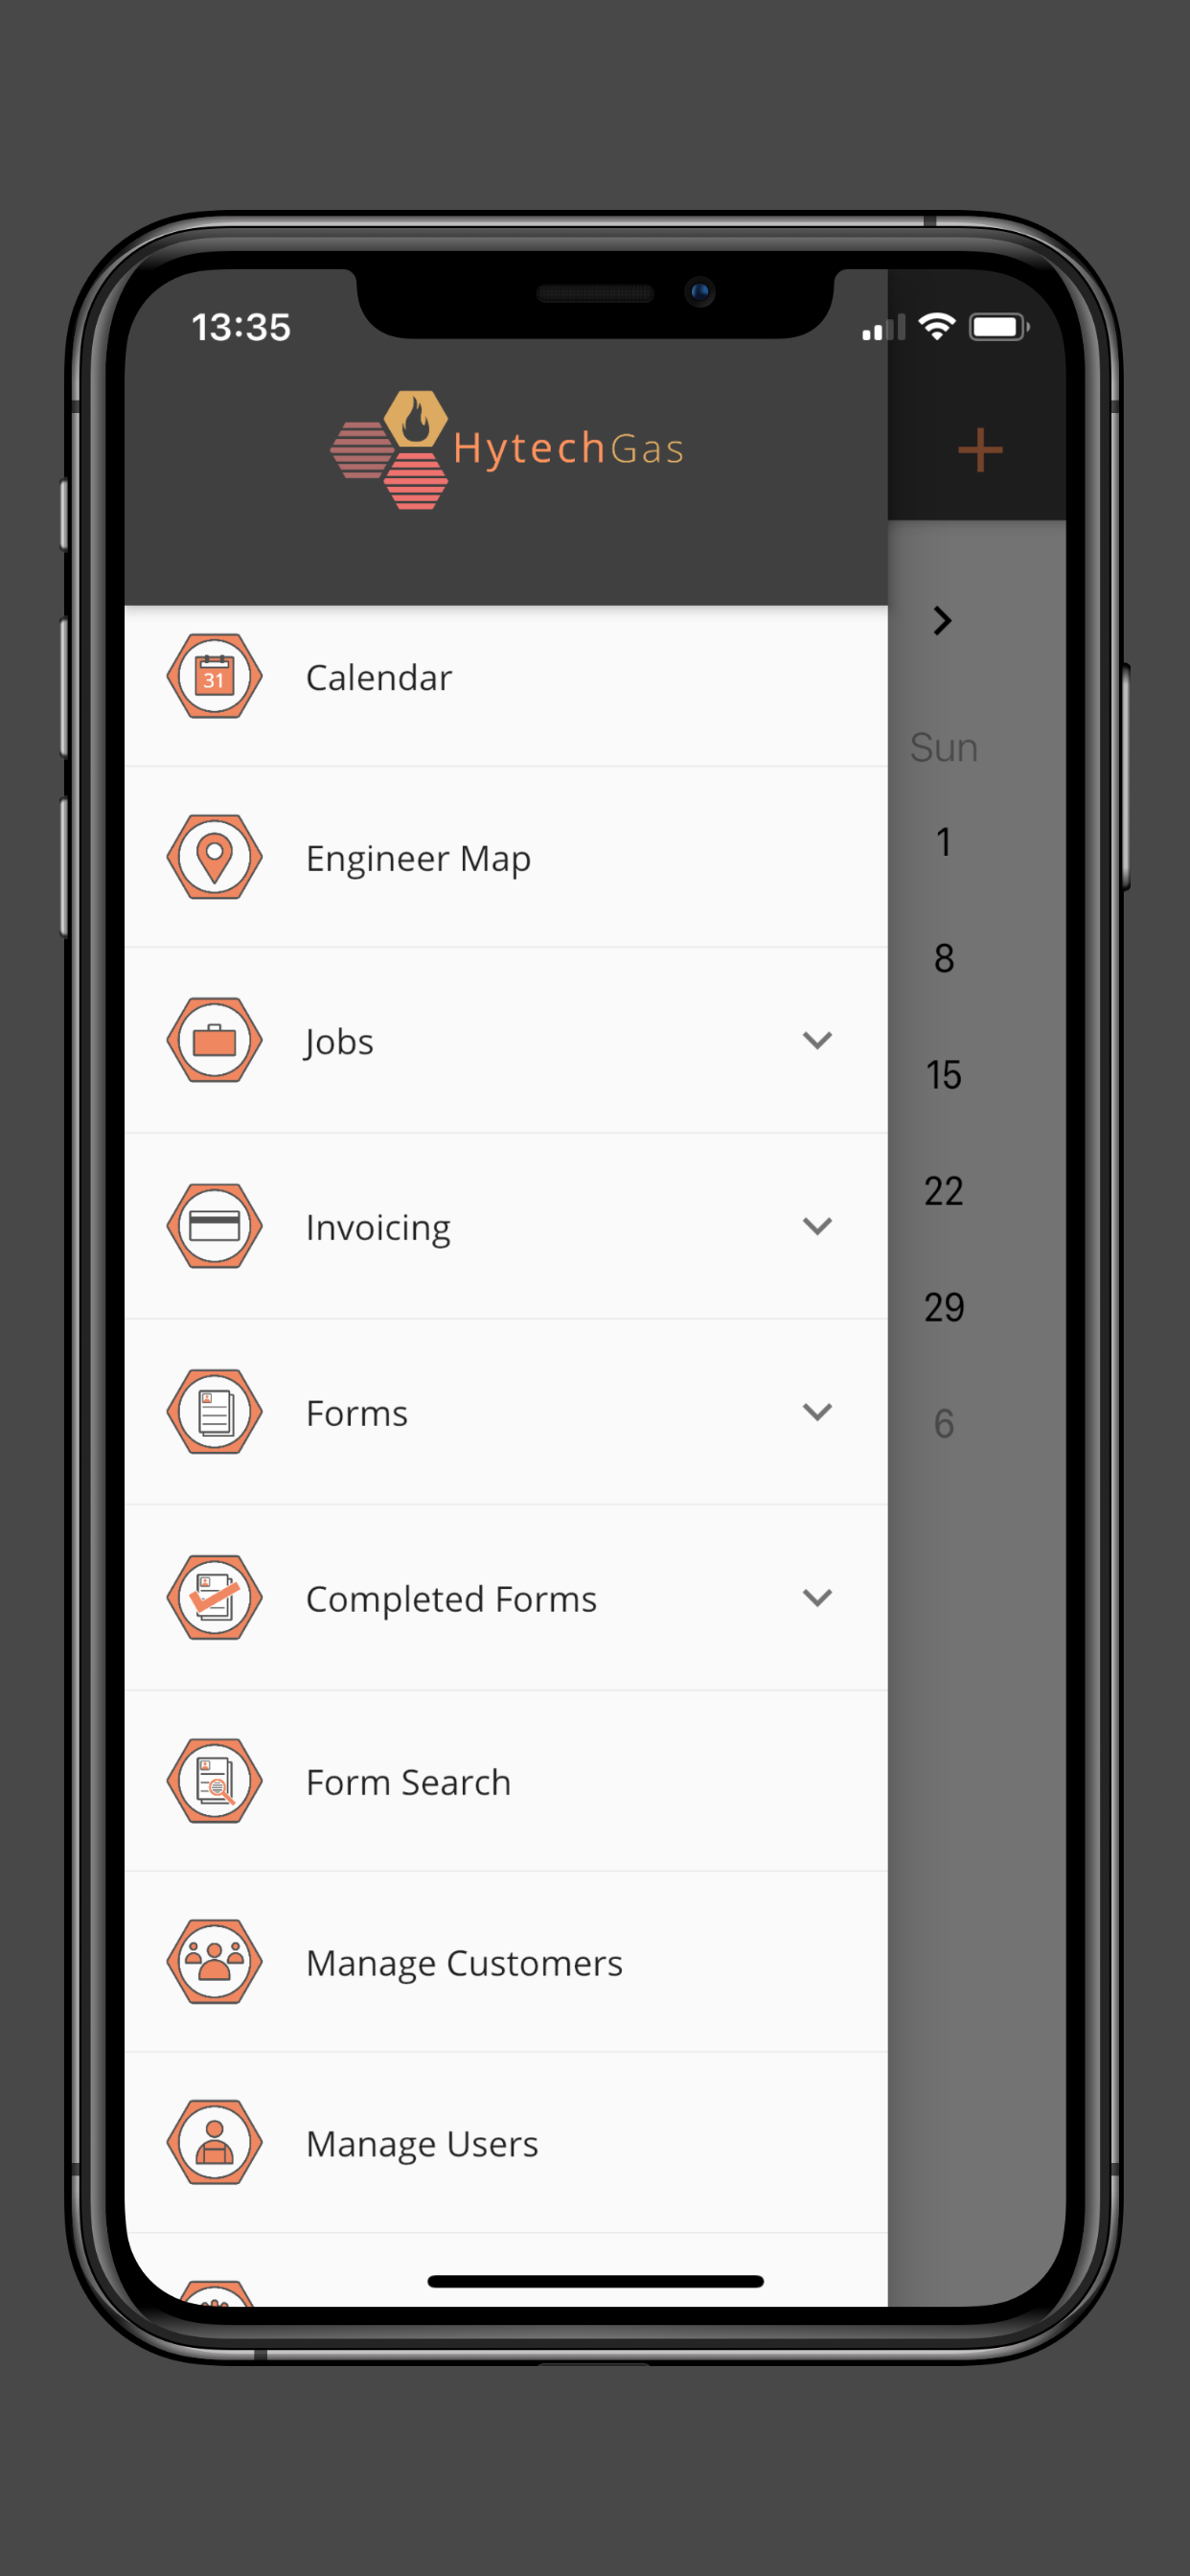 13:35
HytechGas
31
Calendar
Engineer Map
Jobs
Invoicing
Forms
Completed Forms
Form Search
Manage Customers
Manage Users
Sun
1
8
15
22
29
6